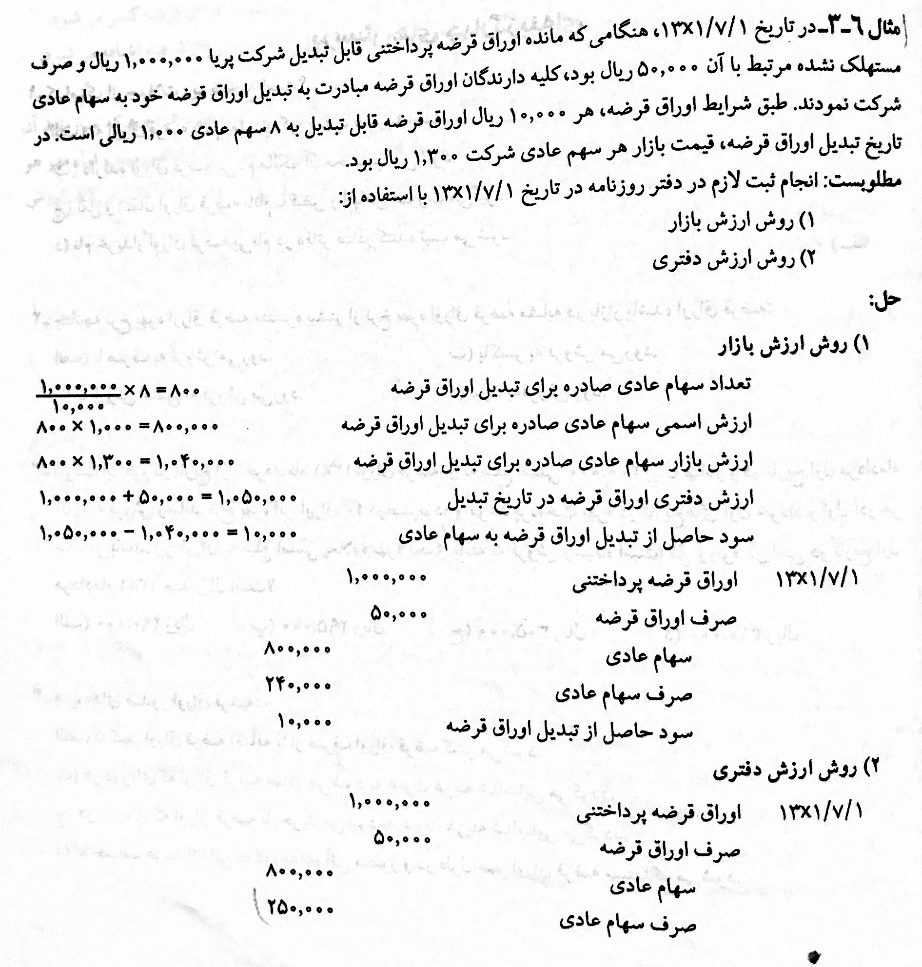 مثال ۶-۳- در تاریخ ۱۳X۱/۷/۱، هنگامی که مانده اوراق قرضه پرداختنی قابل تبدیل شرکت پریا ۱,۰۰۰,۰۰۰ ریال و صرف
مستهلک نشده مرتبط با آن ۵۰,۰۰۰ ریال بود، کلیه دارندگان اوراق قرضه مبادرت به تبدیل اوراق قرضه خود به سهام عادی
شرکت نمودند. طبق شرایط اوراق قرضه، هر ۱۰,۰۰۰ ریال اوراق قرضه قابل تبدیل به ۸ سهم عادی ۱,۰۰۰ ریالی است. در
تاریخ تبدیل اوراق قرضه، قیمت بازار هر سهم عادی شرکت ۱,۳۰۰ ریال بود.
مطلوبست: انجام ثبت لازم در دفتر روزنامه در تاریخ ۱۳X۱/۷/۱ با استفاده از:
۱) روش ارزش بازار
۲) روش ارزش دفتری
حل:
۱) روش ارزش بازار
تعداد سهام عادی صادره برای تبدیل اوراق قرضه ۱,۰۰۰,۰۰۰/۱۰,۰۰۰ × ۸ = ۸۰۰
ارزش اسمی سهام عادی صادره برای تبدیل اوراق قرضه ۸۰۰ × ۱,۰۰۰ = ۸۰۰,۰۰۰
ارزش بازار سهام عادی صادره برای تبدیل اوراق قرضه ۸۰۰ × ۱,۳۰۰ = ۱,۰۴۰,۰۰۰
ارزش دفتری اوراق قرضه در تاریخ تبدیل ۱,۰۰۰,۰۰۰ + ۵۰,۰۰۰ = ۱,۰۵۰,۰۰۰
سود حاصل از تبدیل اوراق قرضه به سهام عادی ۱,۰۵۰,۰۰۰ − ۱,۰۴۰,۰۰۰ = ۱۰,۰۰۰
۱۳X۱/۷/۱ اوراق قرضه پرداختنی ۱,۰۰۰,۰۰۰
صرف اوراق قرضه ۵۰,۰۰۰
سهام عادی ۸۰۰,۰۰۰
صرف سهام عادی ۲۴۰,۰۰۰
سود حاصل از تبدیل اوراق قرضه ۱۰,۰۰۰
۲) روش ارزش دفتری
۱۳X۱/۷/۱ اوراق قرضه پرداختنی ۱,۰۰۰,۰۰۰
صرف اوراق قرضه ۵۰,۰۰۰
سهام عادی ۸۰۰,۰۰۰
صرف سهام عادی ۲۵۰,۰۰۰